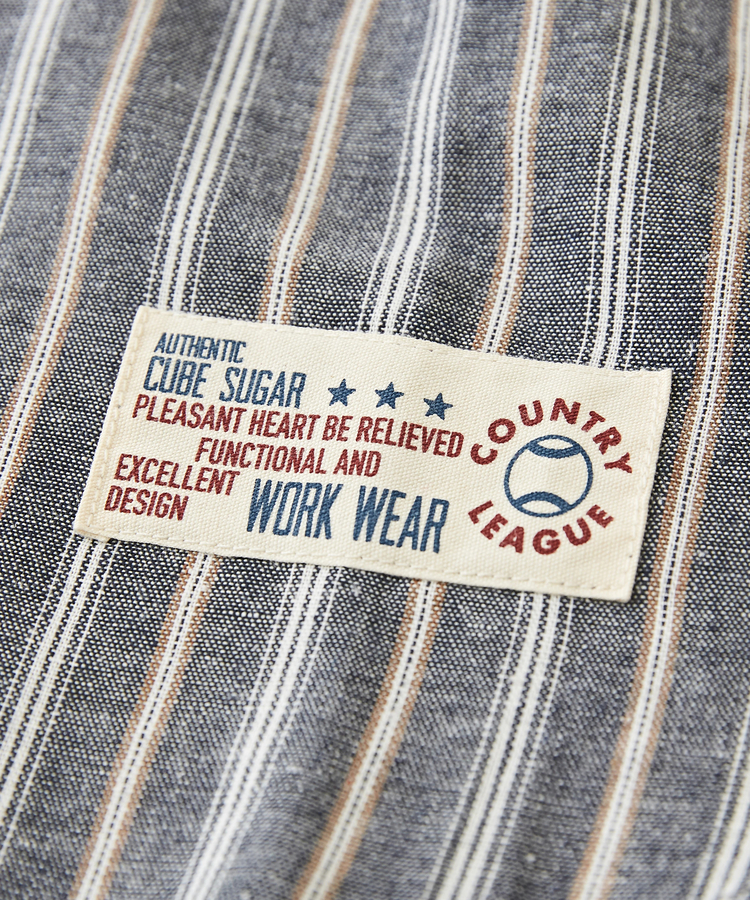 AUTHENTIC
CUBE SUGAR
PLEASANT HEART BE RELIEVED
FUNCTIONAL AND
EXCELLENT
DESIGN
WORK WEAR
COUNTRY
LEAGUE